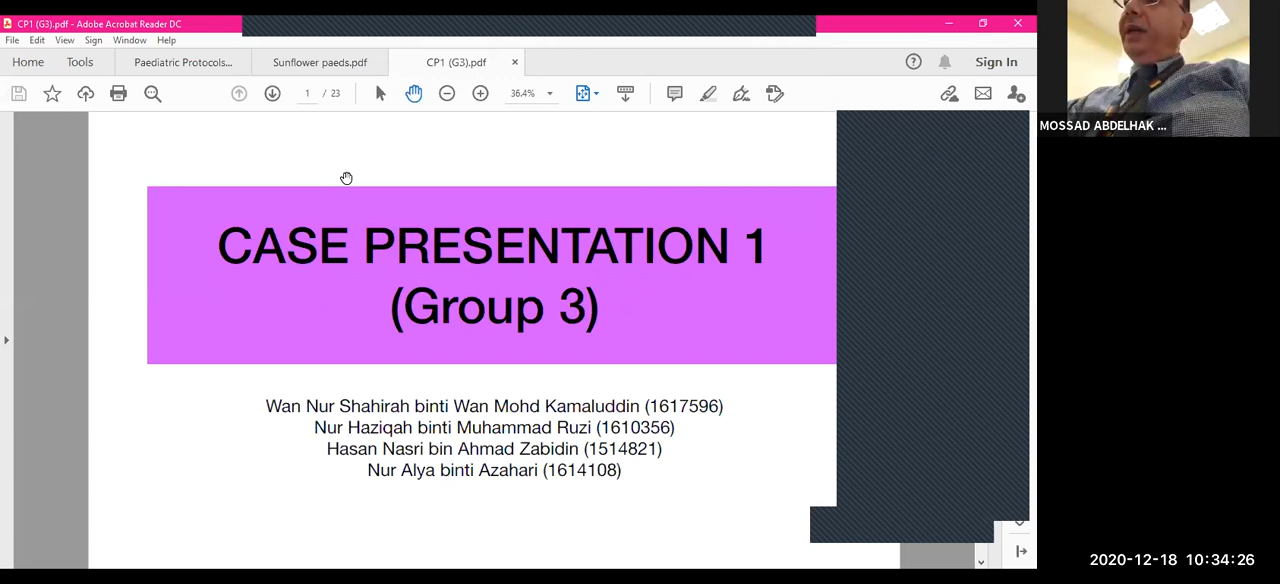 CP1 (G3).pdf - Adobe Acrobat Reader DC
File Edit View Sign Window Help
Home Tools Paediatric Protocols... Sunflower paeds.pdf CP1 (G3).pdf × Sign In
1 / 23 36.4%
MOSSAD ABDELHAK ...
CASE PRESENTATION 1
(Group 3)
Wan Nur Shahirah binti Wan Mohd Kamaluddin (1617596)
Nur Haziqah binti Muhammad Ruzi (1610356)
Hasan Nasri bin Ahmad Zabidin (1514821)
Nur Alya binti Azahari (1614108)
2020-12-18 10:34:26